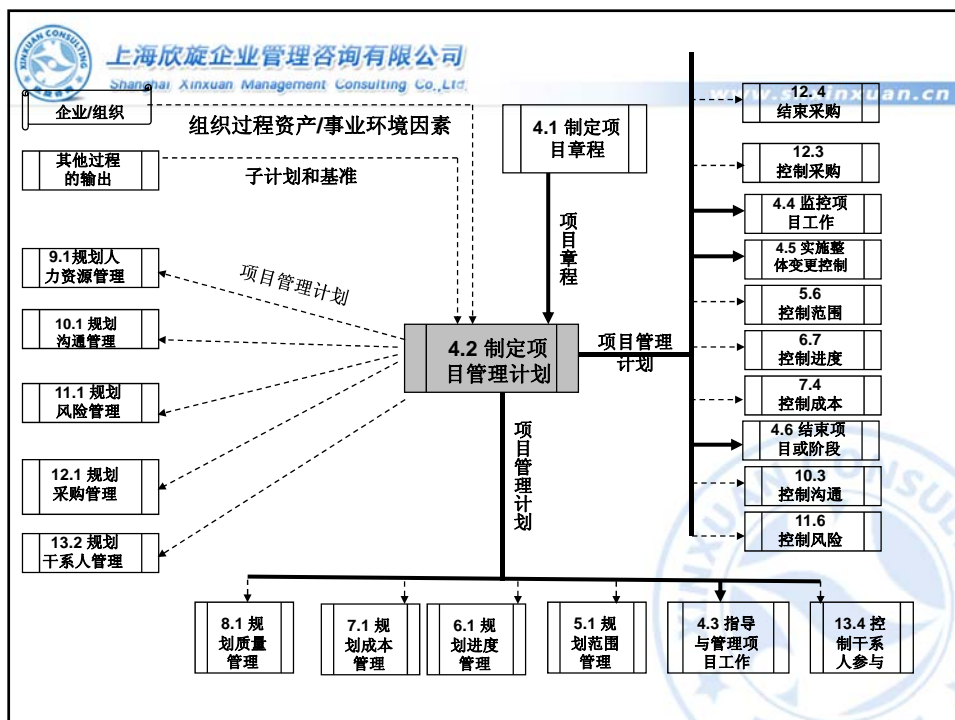 上海欣旋企业管理咨询有限公司
Shanghai Xinxuan Management Consulting Co.,Ltd.
XINXUAN CONSULTING
企业/组织
组织过程资产/事业环境因素
其他过程
的输出
子计划和基准
4.1 制定项
目章程
项目章程
9.1规划人
力资源管理
项目管理计划
10.1 规划
沟通管理
11.1 规划
风险管理
12.1 规划
采购管理
13.2 规划
干系人管理
4.2 制定项
目管理计划
项目管理
计划
项目管理计划
12.4
结束采购
12.3
控制采购
4.4 监控项
目工作
4.5 实施整
体变更控制
5.6
控制范围
6.7
控制进度
7.4
控制成本
4.6 结束项
目或阶段
10.3
控制沟通
11.6
控制风险
8.1 规
划质量
管理
7.1 规
划成本
管理
6.1 规
划进度
管理
5.1 规
划范围
管理
4.3 指导
与管理项
目工作
13.4 控
制干系
人参与